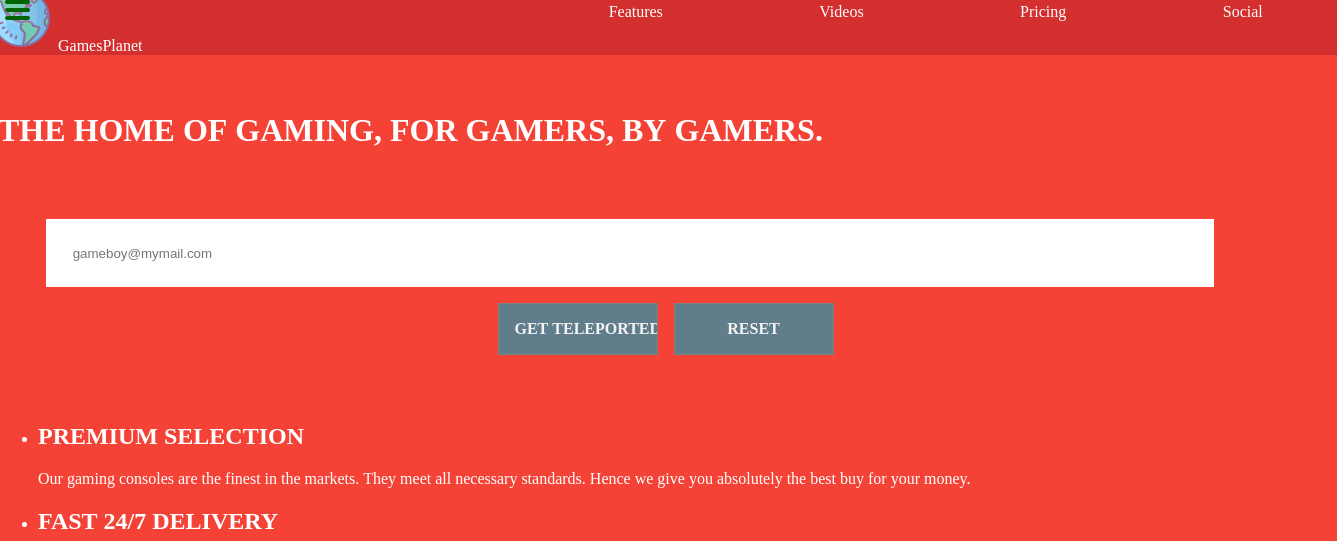 Features Videos Pricing Social
GamesPlanet
THE HOME OF GAMING, FOR GAMERS, BY GAMERS.
gameboy@mymail.com
GET TELEPORTED RESET
PREMIUM SELECTION
Our gaming consoles are the finest in the markets. They meet all necessary standards. Hence we give you absolutely the best buy for your money.
FAST 24/7 DELIVERY